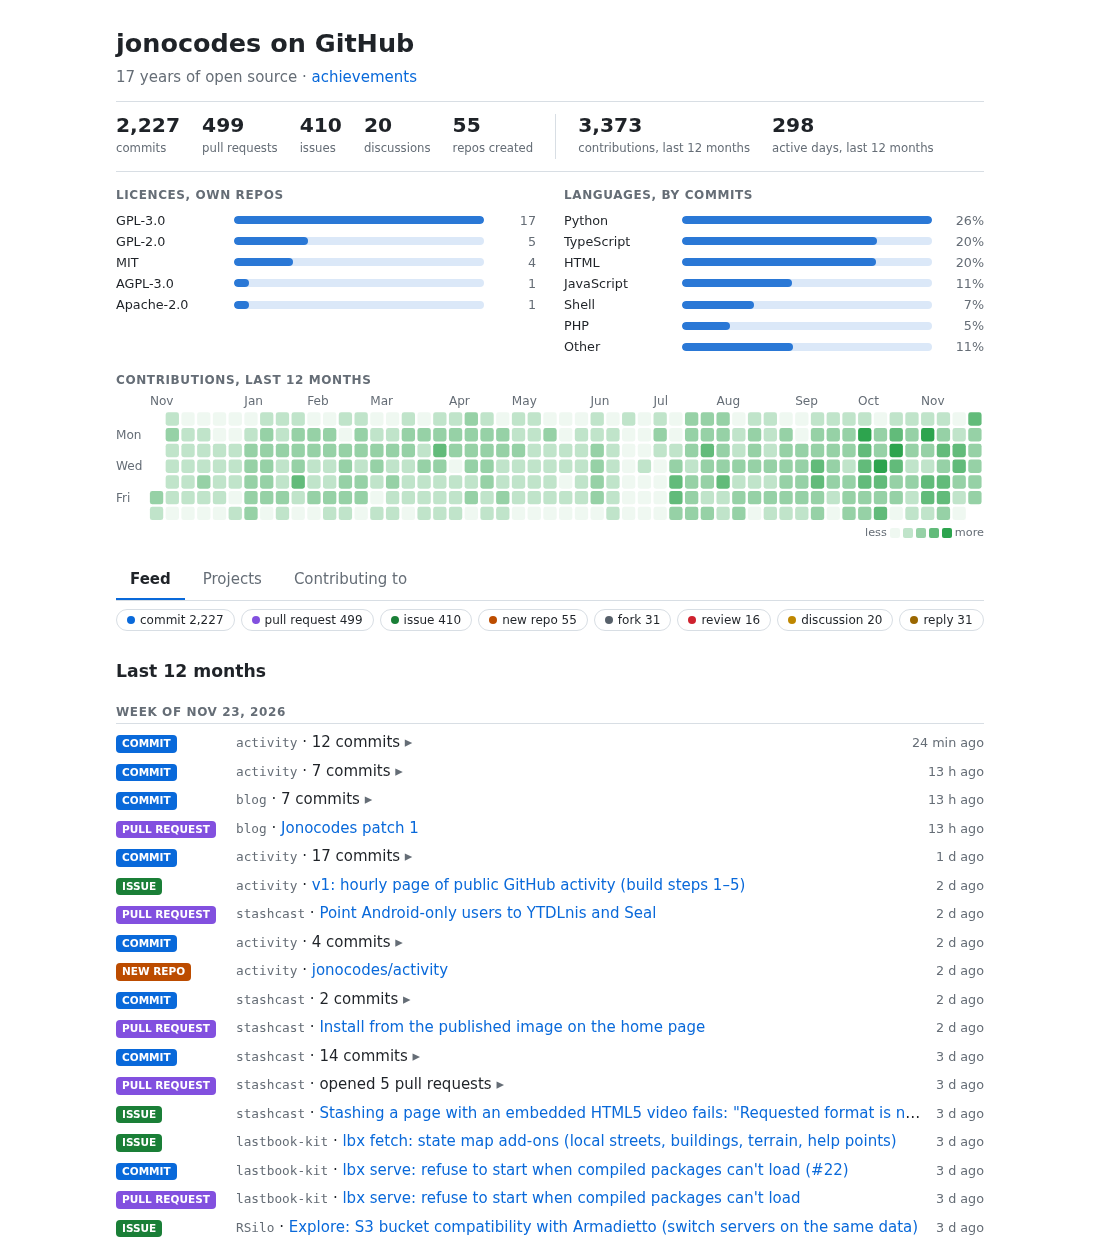 jonocodes on GitHub
17 years of open source · achievements
2,227 499 410 20 55 3,373 298
commits pull requests issues discussions repos created contributions, last 12 months active days, last 12 months
LICENCES, OWN REPOS
GPL-3.0 17
GPL-2.0 5
MIT 4
AGPL-3.0 1
Apache-2.0 1
LANGUAGES, BY COMMITS
Python 26%
TypeScript 20%
HTML 20%
JavaScript 11%
Shell 7%
PHP 5%
Other 11%
CONTRIBUTIONS, LAST 12 MONTHS
Nov Jan Feb Mar Apr May Jun Jul Aug Sep Oct Nov
Mon
Wed
Fri
less more
Feed Projects Contributing to
commit 2,227 pull request 499 issue 410 new repo 55 fork 31 review 16 discussion 20 reply 31
Last 12 months
WEEK OF NOV 23, 2026
COMMIT activity · 12 commits ▸ 24 min ago
COMMIT activity · 7 commits ▸ 13 h ago
COMMIT blog · 7 commits ▸ 13 h ago
PULL REQUEST blog · Jonocodes patch 1 13 h ago
COMMIT activity · 17 commits ▸ 1 d ago
ISSUE activity · v1: hourly page of public GitHub activity (build steps 1–5) 2 d ago
PULL REQUEST stashcast · Point Android-only users to YTDLnis and Seal 2 d ago
COMMIT activity · 4 commits ▸ 2 d ago
NEW REPO activity · jonocodes/activity 2 d ago
COMMIT stashcast · 2 commits ▸ 2 d ago
PULL REQUEST stashcast · Install from the published image on the home page 2 d ago
COMMIT stashcast · 14 commits ▸ 3 d ago
PULL REQUEST stashcast · opened 5 pull requests ▸ 3 d ago
ISSUE stashcast · Stashing a page with an embedded HTML5 video fails: "Requested format is n… 3 d ago
ISSUE lastbook-kit · lbx fetch: state map add-ons (local streets, buildings, terrain, help points) 3 d ago
COMMIT lastbook-kit · lbx serve: refuse to start when compiled packages can't load (#22) 3 d ago
PULL REQUEST lastbook-kit · lbx serve: refuse to start when compiled packages can't load 3 d ago
ISSUE RSilo · Explore: S3 bucket compatibility with Armadietto (switch servers on the same data) 3 d ago